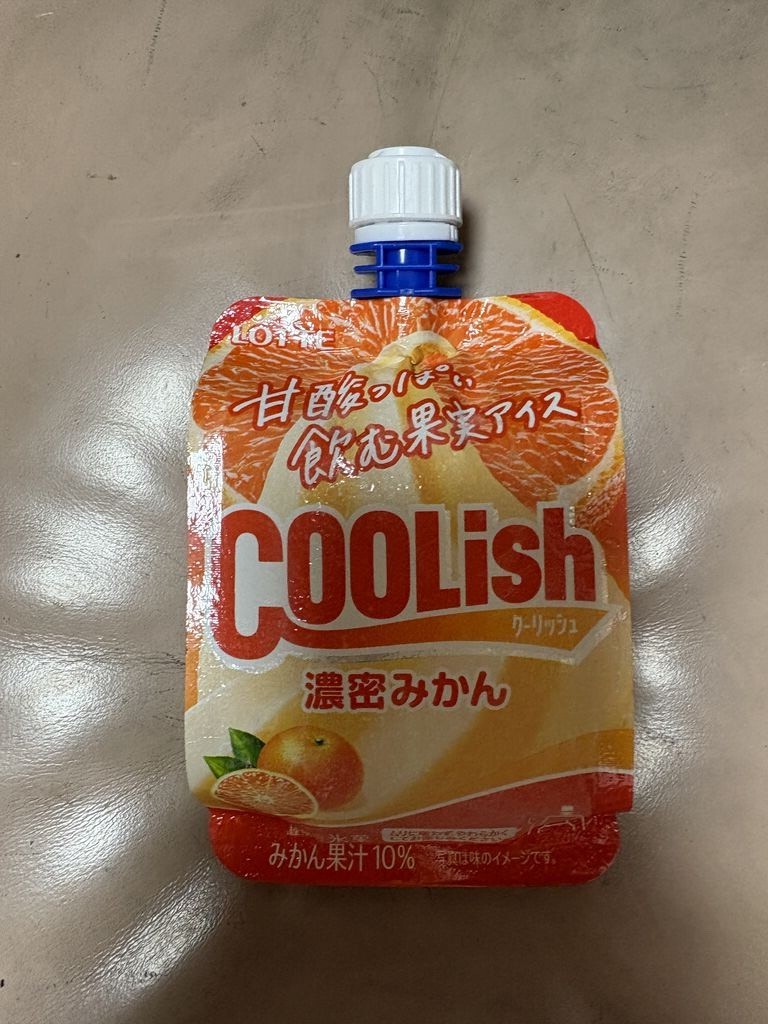 LOTTE
甘酸っぱい
飲む果実アイス
COOLish
クーリッシュ
濃密みかん
氷菓
みかん果汁10%
写真は味のイメージです。